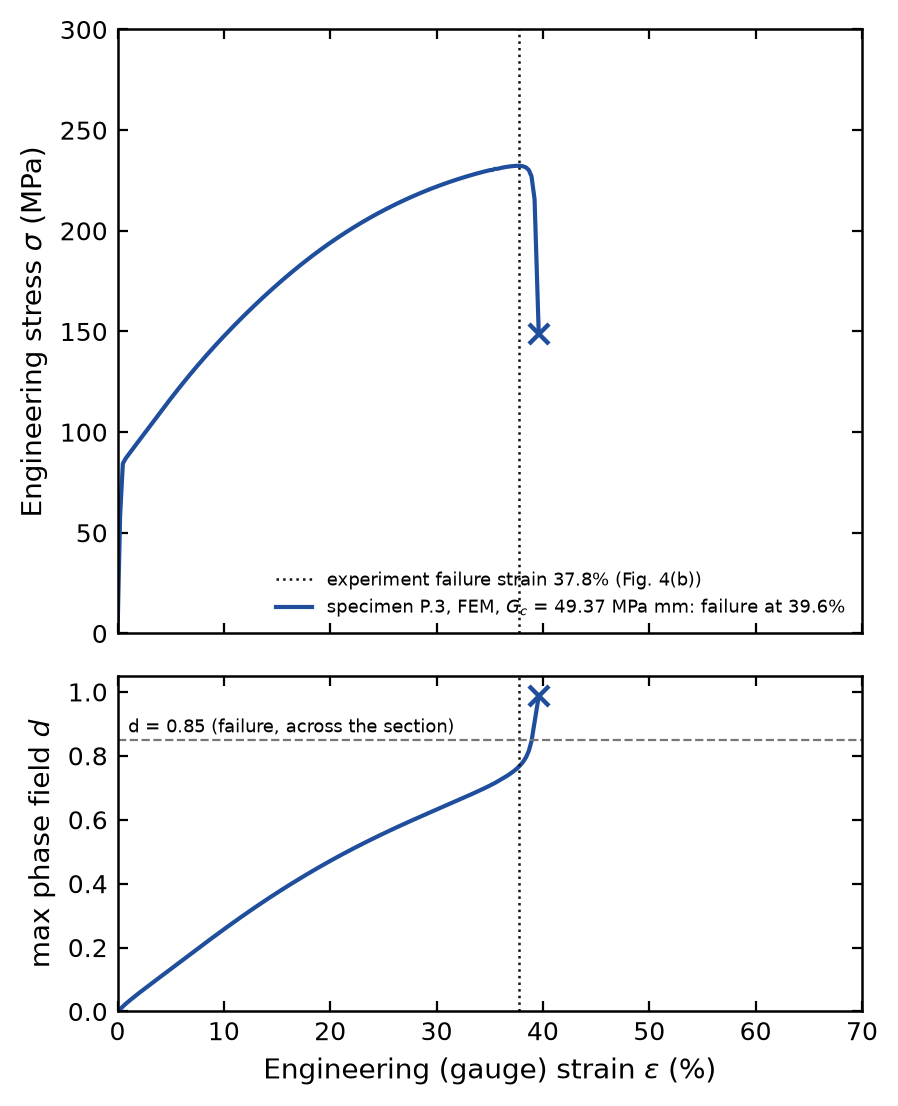 300
250
200
150
100
50
0
Engineering stress σ (MPa)
experiment failure strain 37.8% (Fig. 4(b))
specimen P.3, FEM, G_c = 49.37 MPa mm: failure at 39.6%
1.0
0.8
0.6
0.4
0.2
0.0
max phase field d
d = 0.85 (failure, across the section)
0 10 20 30 40 50 60 70
Engineering (gauge) strain ε (%)